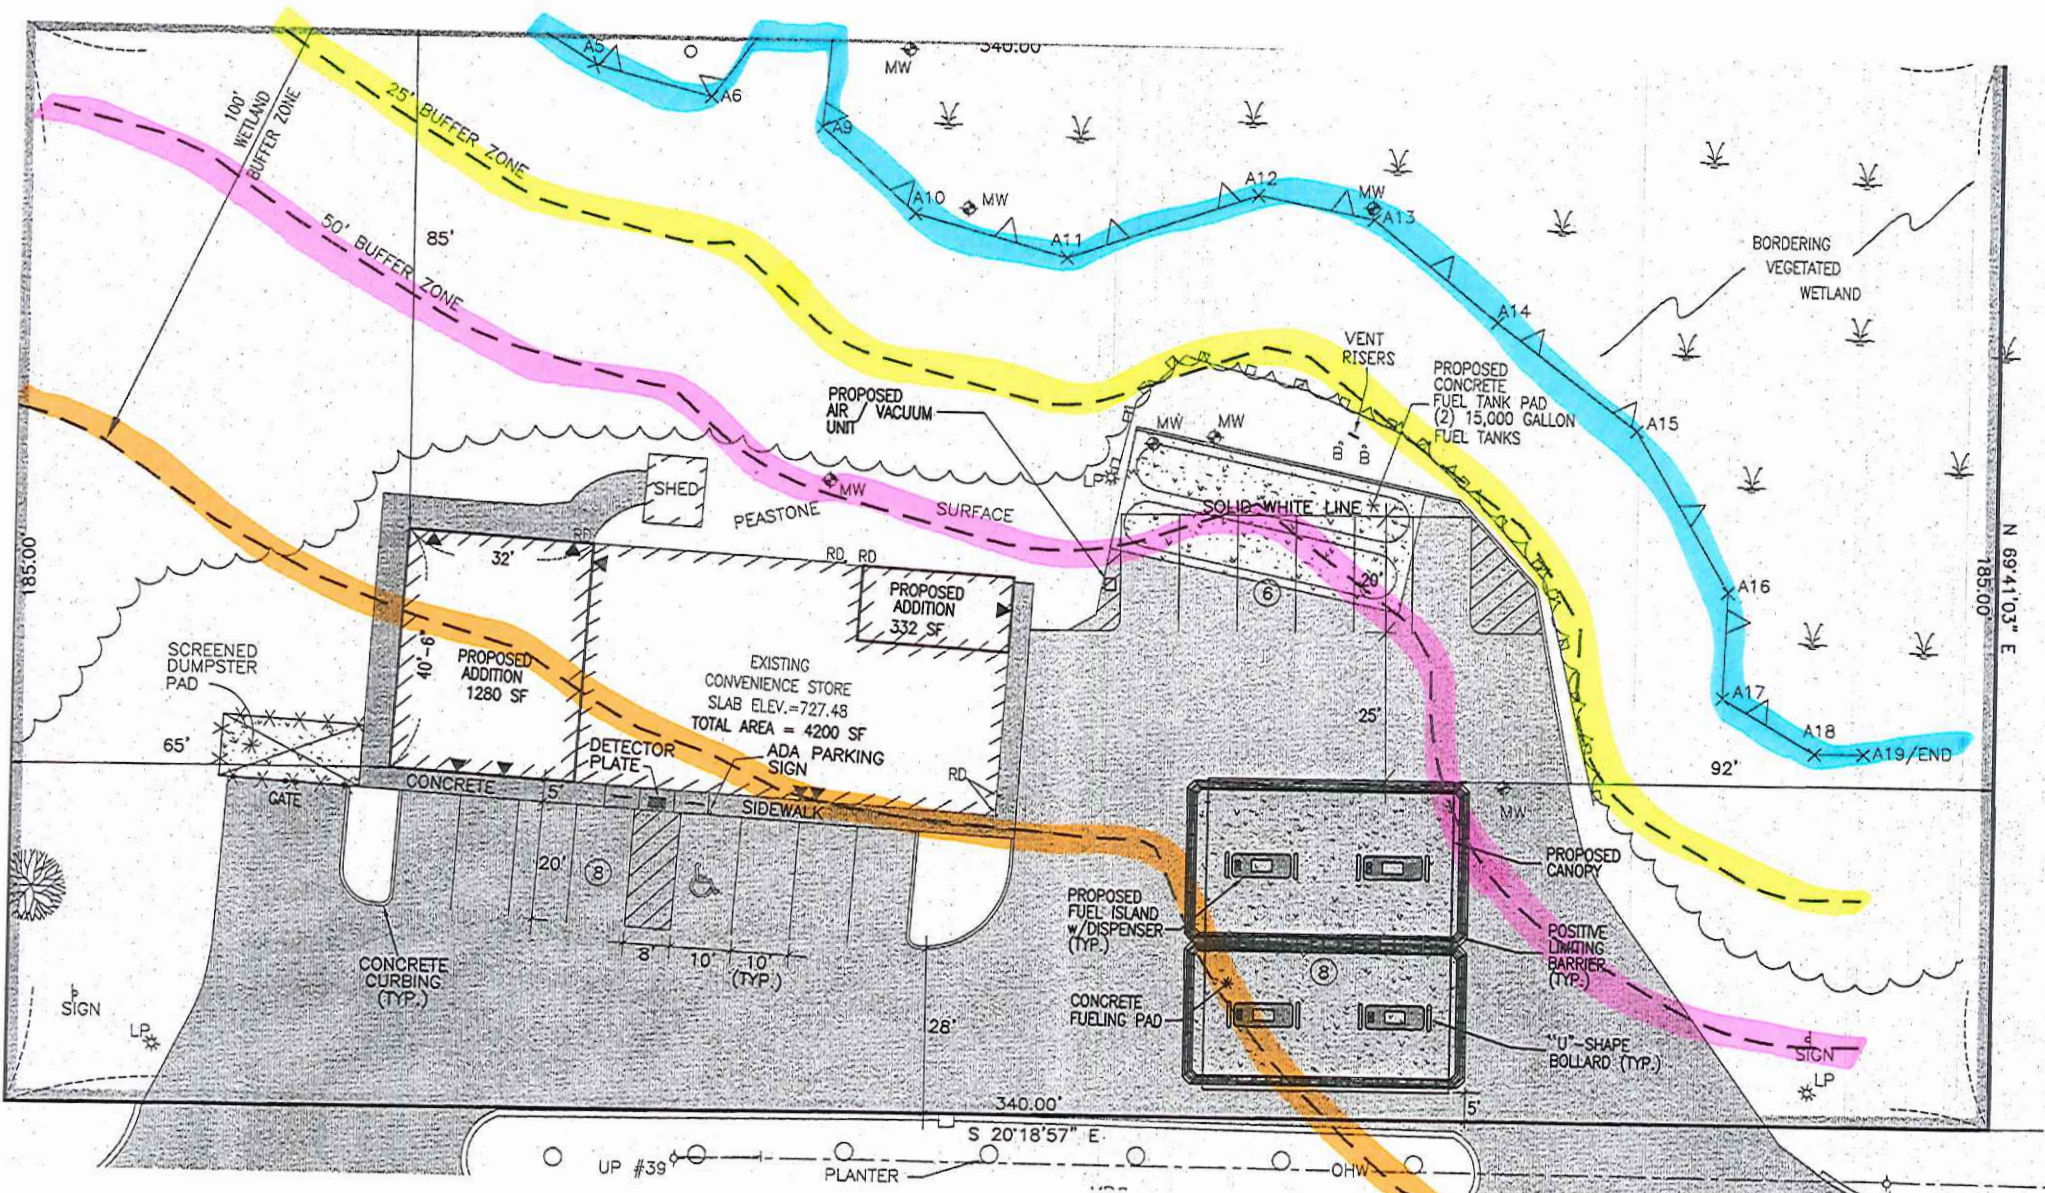 A5
A6
MW
340.00
100'
WETLAND
BUFFER ZONE
25' BUFFER ZONE
A9
A10
MW
A11
A12
MW
A13
A14
A15
A16
A17
A18
A19/END
BORDERING
VEGETATED
WETLAND
50' BUFFER ZONE
85'
VENT
RISERS
PROPOSED
CONCRETE
FUEL TANK PAD
(2) 15,000 GALLON
FUEL TANKS
PROPOSED
AIR / VACUUM
UNIT
MW
MW
LP
SHED
MW
PEASTONE
SURFACE
SOLID WHITE LINE
185.00'
N 69°41'03" E
185.00'
RD
32'
RD
RD
20'
6
PROPOSED
ADDITION
332 SF
40'-6"
PROPOSED
ADDITION
1280 SF
EXISTING
CONVENIENCE STORE
SLAB ELEV.=727.48
TOTAL AREA = 4200 SF
SCREENED
DUMPSTER
PAD
65'
DETECTOR
PLATE
ADA PARKING
SIGN
RD
25'
92'
GATE
CONCRETE
5'
SIDEWALK
MW
20'
8
PROPOSED
CANOPY
PROPOSED
FUEL ISLAND
w/DISPENSER
(TYP.)
8'
10'
10'
(TYP.)
CONCRETE
CURBING
(TYP.)
POSITIVE
LIMITING
BARRIER
(TYP.)
8
CONCRETE
FUELING PAD
28'
"U"-SHAPE
BOLLARD (TYP.)
SIGN
LP
SIGN
LP
340.00'
5'
S 20°18'57" E
UP #39
PLANTER
OHW